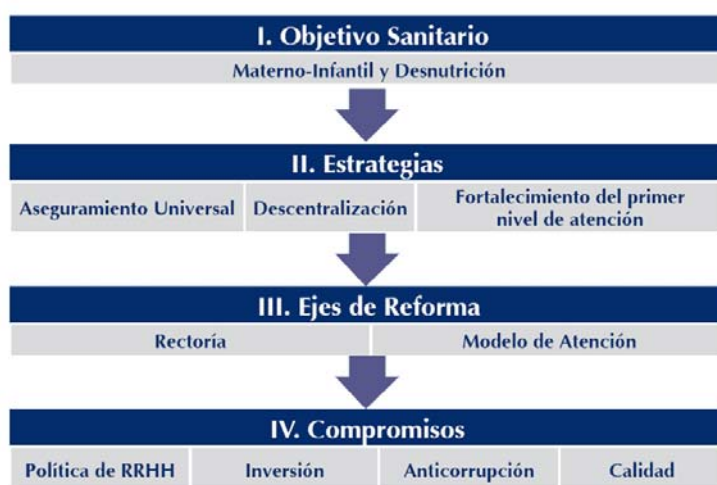 I. Objetivo Sanitario
Materno-Infantil y Desnutrición
II. Estrategias
Aseguramiento Universal
Descentralización
Fortalecimiento del primer
nivel de atención
III. Ejes de Reforma
Rectoría
Modelo de Atención
IV. Compromisos
Política de RRHH
Inversión
Anticorrupción
Calidad